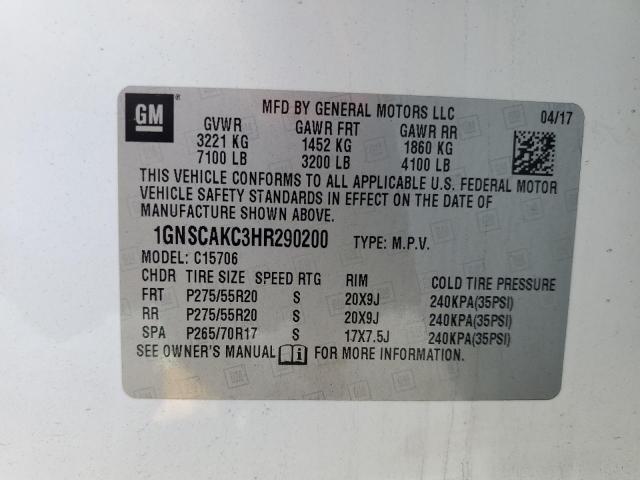 GM
MFD BY GENERAL MOTORS LLC 04/17
GVWR GAWR FRT GAWR RR
3221 KG 1452 KG 1860 KG
7100 LB 3200 LB 4100 LB
THIS VEHICLE CONFORMS TO ALL APPLICABLE U.S. FEDERAL MOTOR
VEHICLE SAFETY STANDARDS IN EFFECT ON THE DATE OF
MANUFACTURE SHOWN ABOVE.
1GNSCAKC3HR290200 TYPE: M.P.V.
MODEL: C15706
CHDR TIRE SIZE SPEED RTG RIM COLD TIRE PRESSURE
FRT P275/55R20 S 20X9J 240KPA(35PSI)
RR P275/55R20 S 20X9J 240KPA(35PSI)
SPA P265/70R17 S 17X7.5J 240KPA(35PSI)
SEE OWNER'S MANUAL FOR MORE INFORMATION.